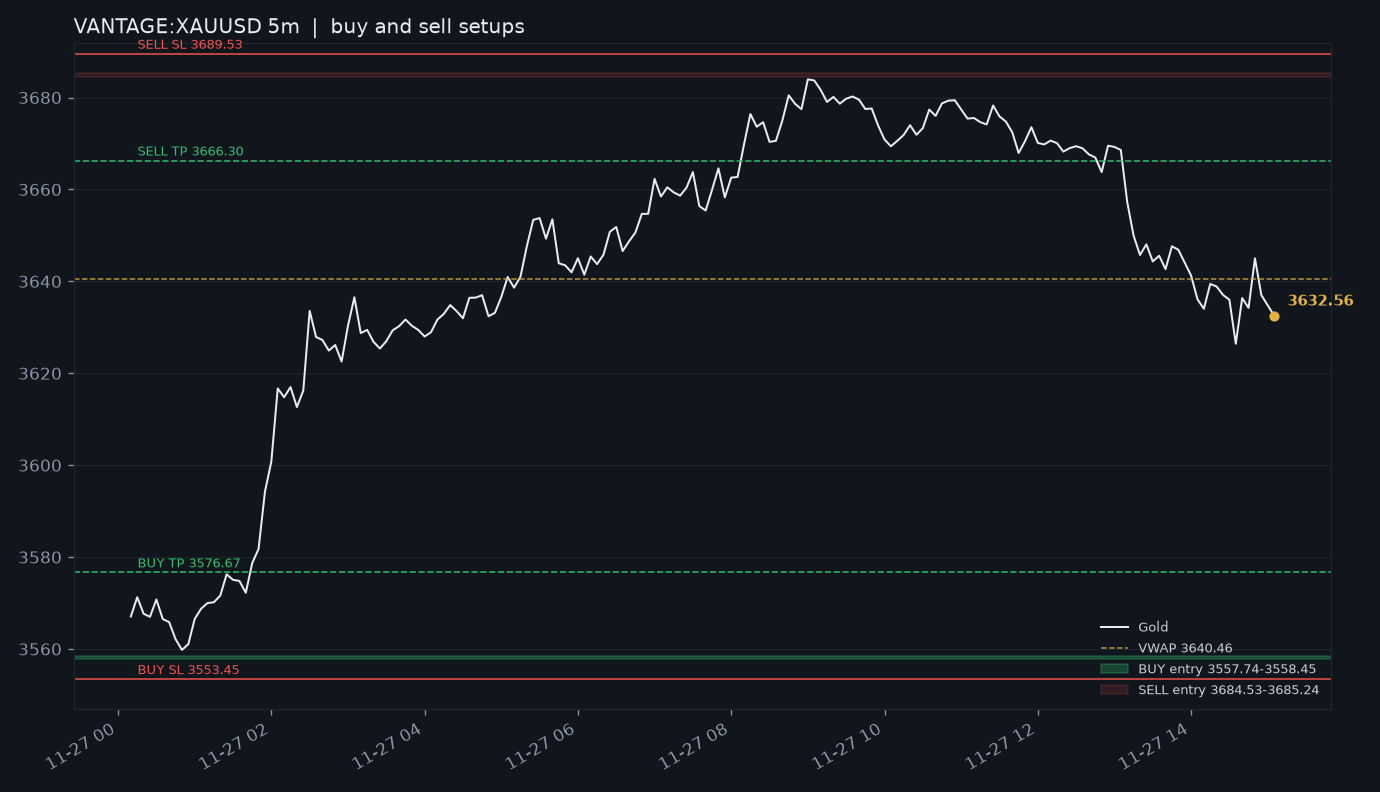 VANTAGE:XAUUSD 5m | buy and sell setups
SELL SL 3689.53
3680
SELL TP 3666.30
3660
3640
3632.56
3620
3600
3580
BUY TP 3576.67
3560
BUY SL 3553.45
Gold
VWAP 3640.46
BUY entry 3557.74-3558.45
SELL entry 3684.53-3685.24
11-27 00
11-27 02
11-27 04
11-27 06
11-27 08
11-27 10
11-27 12
11-27 14